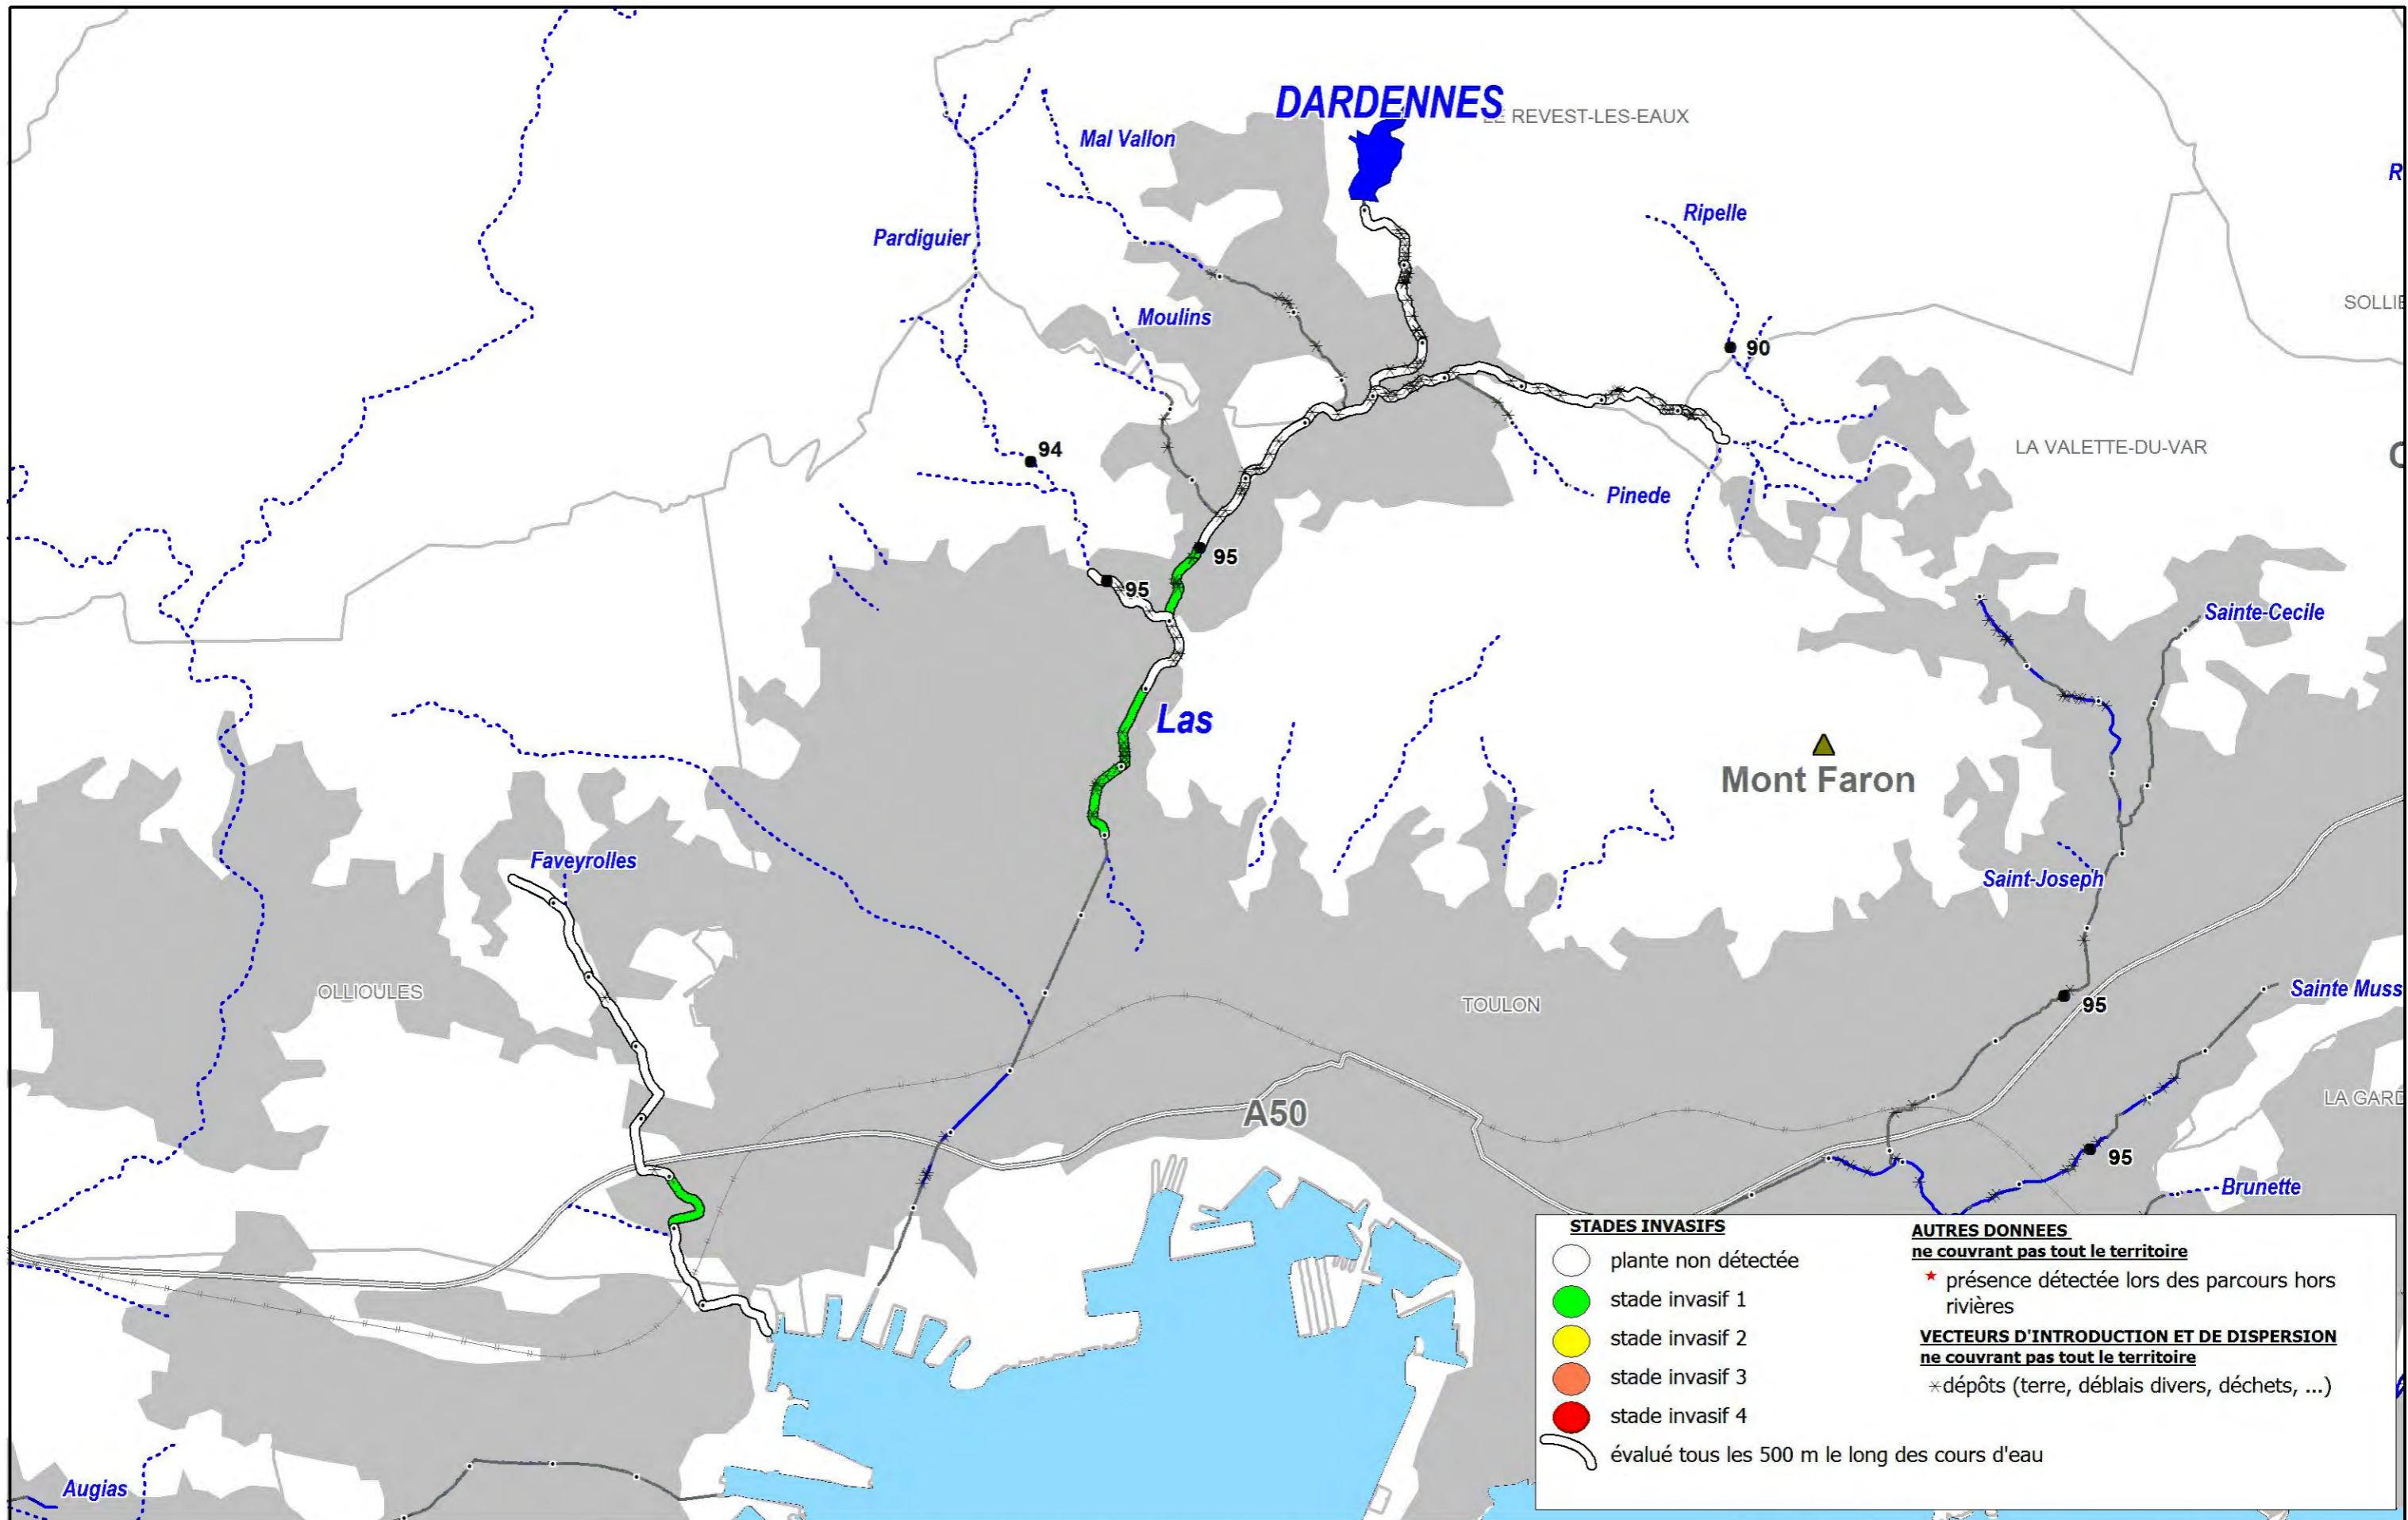 DARDENNES
LE REVEST-LES-EAUX
Mal Vallon
R
Ripelle
Pardiguier
SOLLIE
Moulins
90
94
LA VALETTE-DU-VAR
C
Pinede
95
95
Sainte-Cecile
Las
Mont Faron
Faveyrolles
Saint-Joseph
OLLIOULES
TOULON
Sainte Muss
95
LA GARD
A50
95
Brunette
STADES INVASIFS
plante non détectée
stade invasif 1
stade invasif 2
stade invasif 3
stade invasif 4
évalué tous les 500 m le long des cours d'eau
AUTRES DONNEES
ne couvrant pas tout le territoire
présence détectée lors des parcours hors
rivières
VECTEURS D'INTRODUCTION ET DE DISPERSION
ne couvrant pas tout le territoire
dépôts (terre, déblais divers, déchets, ...)
Augias